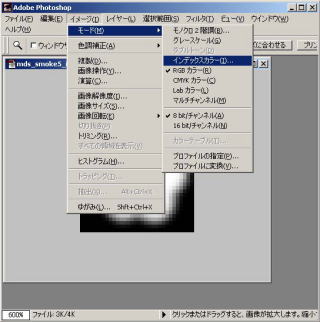 Adobe Photoshop
ファイル(F) 編集(E) イメージ(I) レイヤー(L) 選択範囲(S) フィルタ(T) ビュー(V) ウインドウ(W)
ヘルプ(H)
モード(M)
色調補正(A)
複製(D)...
画像操作(Y)...
演算(C)...
画像解像度(I)...
画像サイズ(S)...
画像回転(E)
切り抜き(P)
トリミング(R)...
すべての領域を表示(V)
ヒストグラム(H)...
トラッピング(T)...
抽出(X)... Alt+Ctrl+X
ゆがみ(L)... Shft+Ctrl+X
モノクロ 2 階調(B)...
グレースケール(G)
ダブルトーン(D)...
インデックスカラー(I)...
RGB カラー(R)
CMYK カラー(C)
Lab カラー(L)
マルチチャンネル(M)
8 bit/チャンネル(A)
16 bit/チャンネル(N)
カラーテーブル(T)...
プロファイルの指定(P)...
プロファイルに変換(V)...
ウィンドウ
に合わせる
プリン
mds_smoke5_
600% ファイル: 3K/4K
クリックまたはドラッグすると、画像が拡大します。縮小